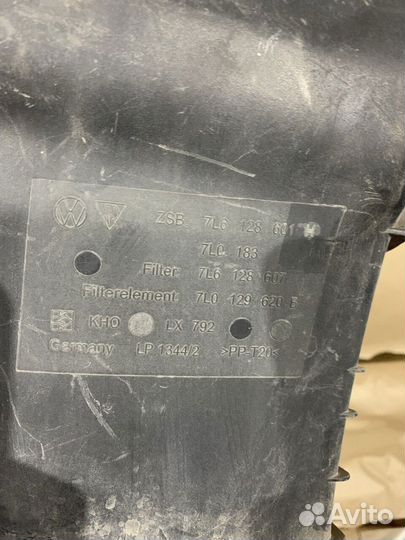 ZSB 7L6 128 601
7L0 183
Filter: 7L6 128 607
Filterelement: 7L0 129 620
KHO LX 792
Germany LP 1344/2 >PP-T20<
Avito